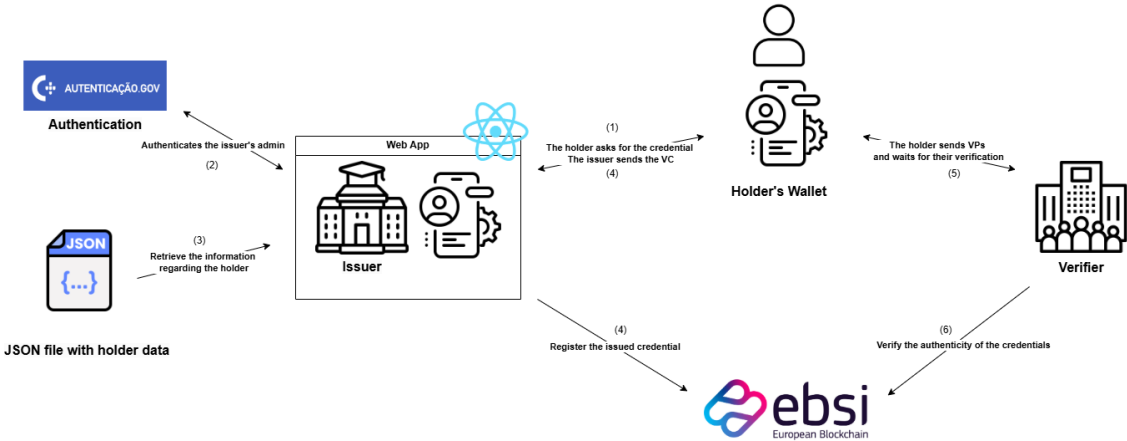 AUTENTICAÇÃO.GOV
Authentication
Authenticates the issuer's admin
(2)
Web App
Issuer
(1)
The holder asks for the credential
The issuer sends the VC
(4)
Holder's Wallet
The holder sends VPs
and waits for their verification
(5)
Verifier
JSON
{...}
(3)
Retrieve the information
regarding the holder
JSON file with holder data
(4)
Register the issued credential
(6)
Verify the authenticity of the credentials
ebsi
European Blockchain